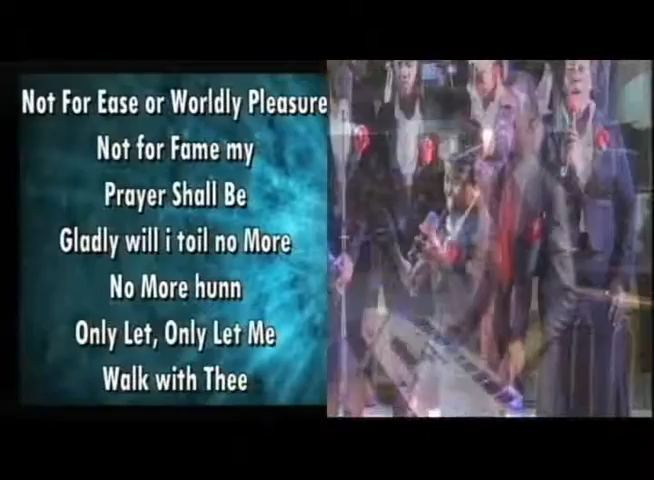 Not For Ease or Worldly Pleasure
Not for Fame my
Prayer Shall Be
Gladly will i toil no More
No More hunn
Only Let, Only Let Me
Walk with Thee